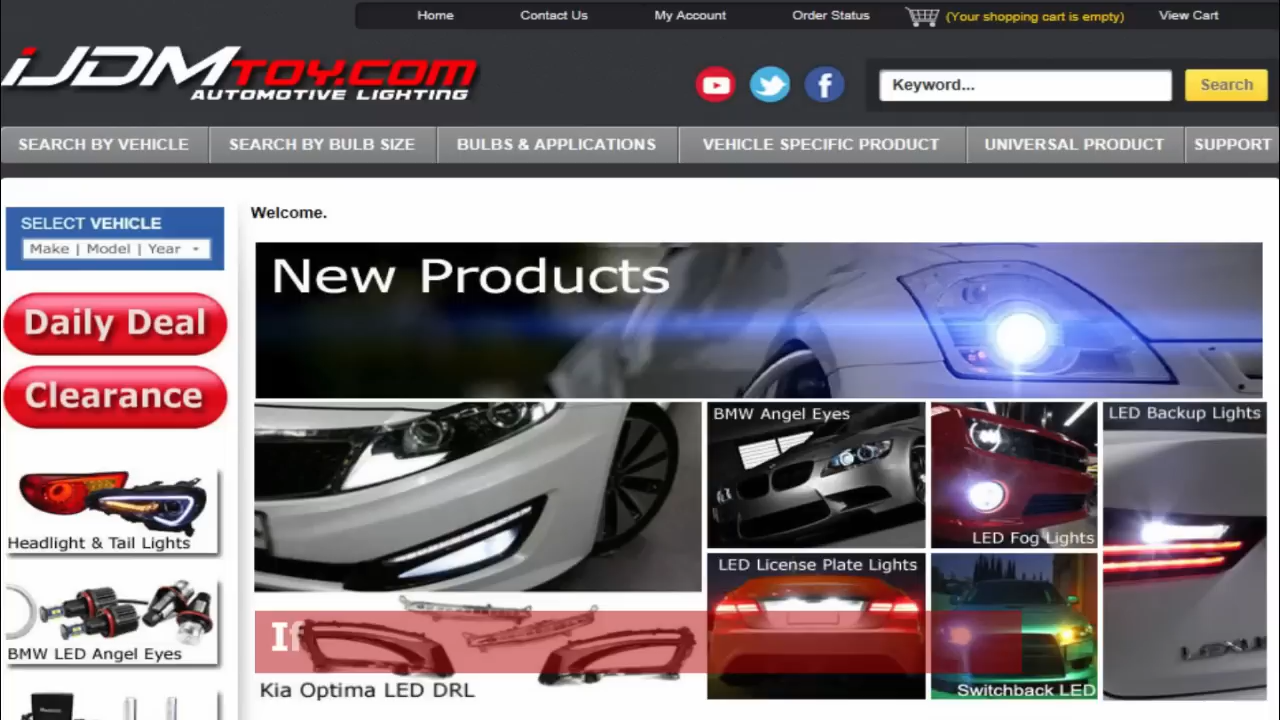 Home Contact Us My Account Order Status (Your shopping cart is empty) View Cart
iJDMTOY.COM
AUTOMOTIVE LIGHTING
Keyword... Search
SEARCH BY VEHICLE SEARCH BY BULB SIZE BULBS & APPLICATIONS VEHICLE SPECIFIC PRODUCT UNIVERSAL PRODUCT SUPPORT
Welcome.
SELECT VEHICLE
Make | Model | Year
Daily Deal
Clearance
Headlight & Tail Lights
BMW LED Angel Eyes
New Products
BMW Angel Eyes
LED Fog Lights
LED Backup Lights
LED License Plate Lights
Switchback LED
If
Kia Optima LED DRL